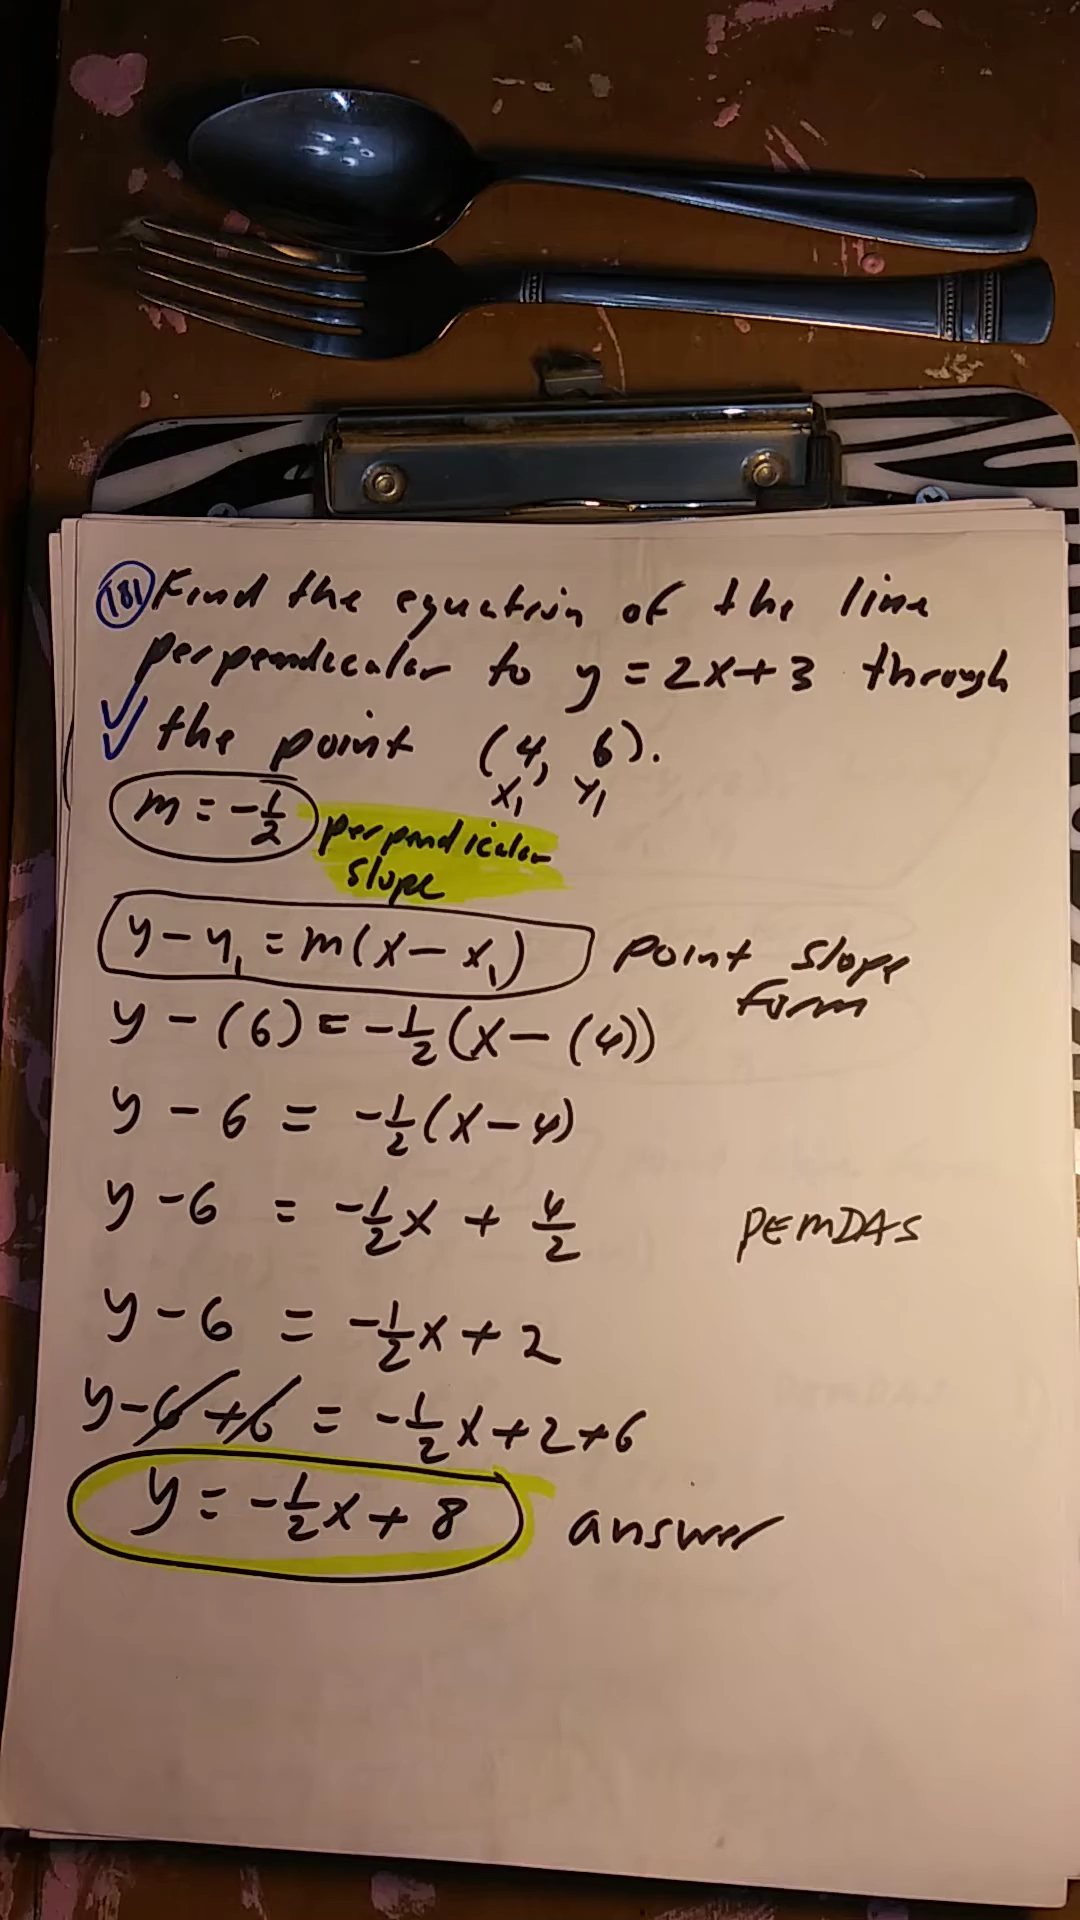 181 Find the equation of the line
perpendicular to y = 2x+3 through
the point (4, 6).
x₁ y₁
m = -1/2 perpendicular
slope
y - y₁ = m(x - x₁) point slope
form
y - (6) = -1/2(x - (4))
y - 6 = -1/2(x - 4)
y - 6 = -1/2x + 4/2 PEMDAS
y - 6 = -1/2x + 2
y - 6 + 6 = -1/2x + 2 + 6
y = -1/2x + 8 answer